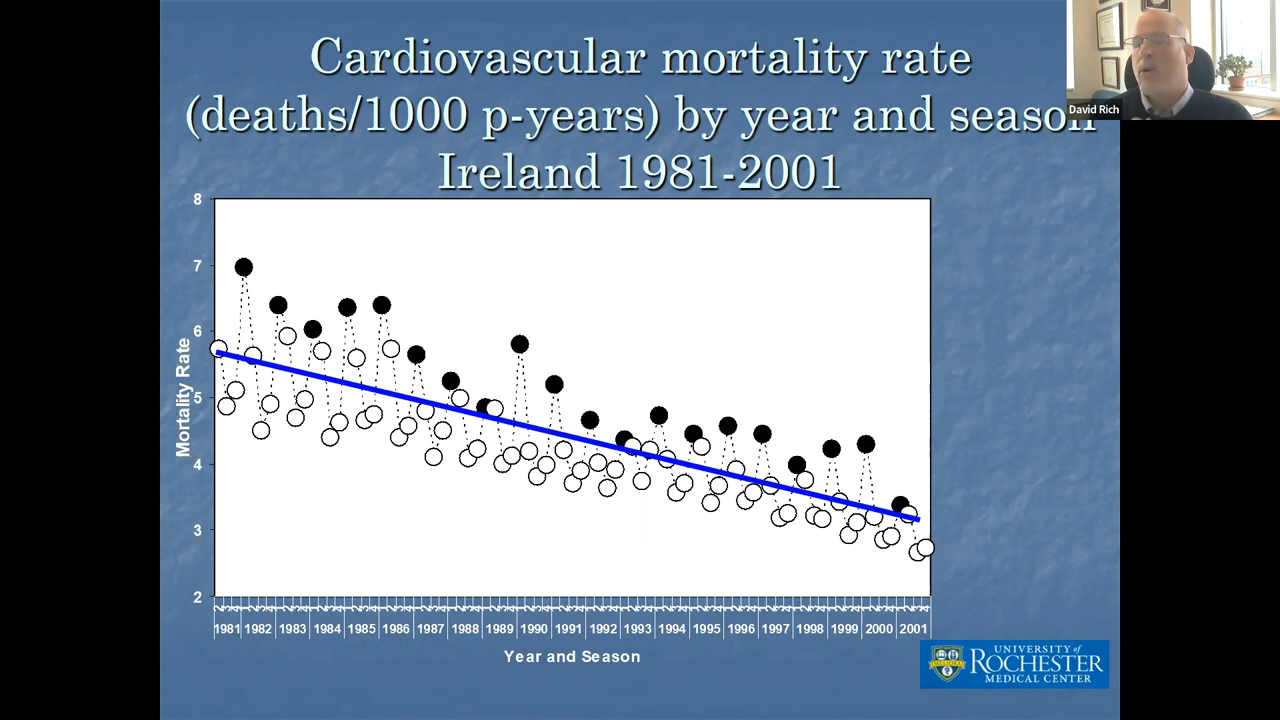 Cardiovascular mortality rate
(deaths/1000 p-years) by year and season
Ireland 1981-2001
David Rich
8
7
6
5
4
3
2
Mortality Rate
1981 1982 1983 1984 1985 1986 1987 1988 1989 1990 1991 1992 1993 1994 1995 1996 1997 1998 1999 2000 2001
Year and Season
UNIVERSITY of
ROCHESTER
MEDICAL CENTER